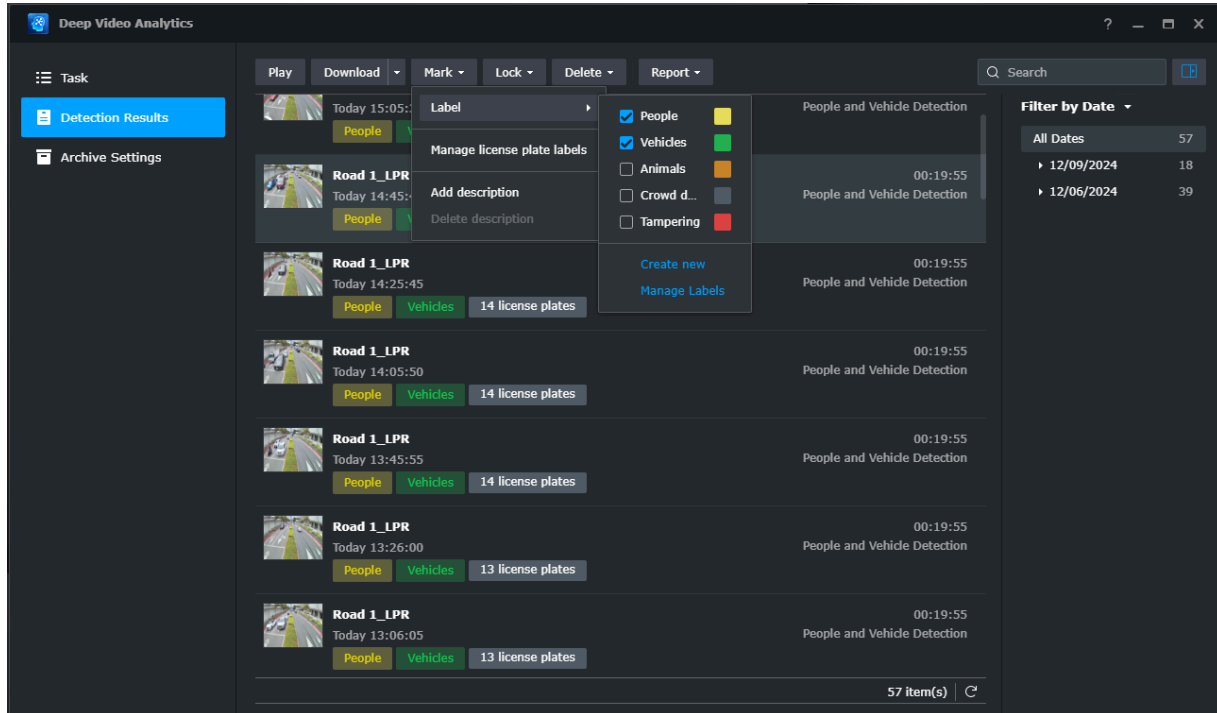 Deep Video Analytics
?
Task
Detection Results
Archive Settings
Play Download Mark Lock Delete Report
Search
Today 15:05:
People
People and Vehicle Detection
Road 1_LPR
Today 14:45:
People
00:19:55
People and Vehicle Detection
Label
Manage license plate labels
Add description
Delete description
People
Vehicles
Animals
Crowd d...
Tampering
Create new
Manage Labels
Road 1_LPR
Today 14:25:45
People Vehicles 14 license plates
00:19:55
People and Vehicle Detection
Road 1_LPR
Today 14:05:50
People Vehicles 14 license plates
00:19:55
People and Vehicle Detection
Road 1_LPR
Today 13:45:55
People Vehicles 14 license plates
00:19:55
People and Vehicle Detection
Road 1_LPR
Today 13:26:00
People Vehicles 13 license plates
00:19:55
People and Vehicle Detection
Road 1_LPR
Today 13:06:05
People Vehicles 13 license plates
00:19:55
People and Vehicle Detection
57 item(s)
Filter by Date
All Dates 57
12/09/2024 18
12/06/2024 39